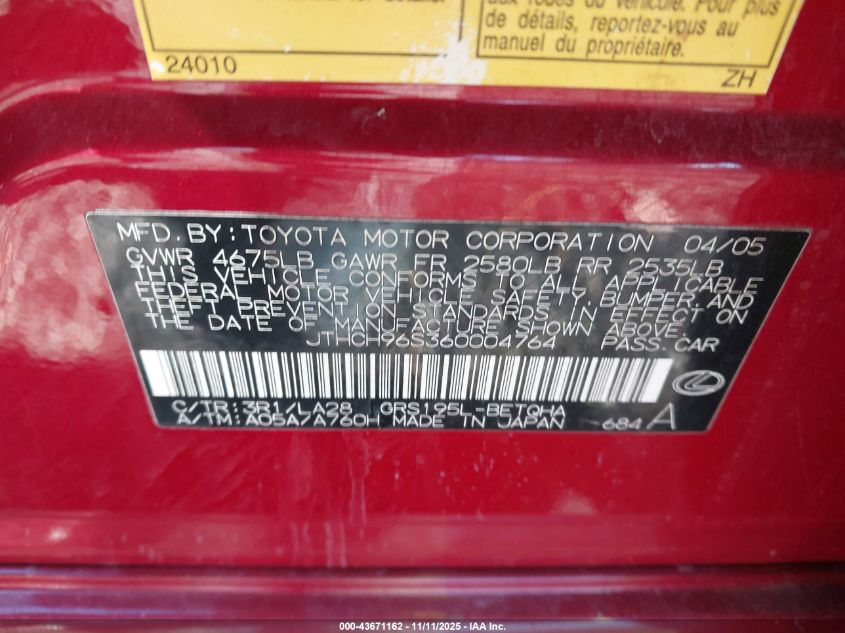 aux rodes ou véhicule. Pour plus
de détails, reportez-vous au
manuel du propriétaire.
24010
ZH
MFD. BY: TOYOTA MOTOR CORPORATION 04/05
GVWR 4675LB GAWR FR 2580LB RR 2535LB
THIS VEHICLE CONFORMS TO ALL APPLICABLE
FEDERAL MOTOR VEHICLE SAFETY, BUMPER, AND
THEFT PREVENTION STANDARDS IN EFFECT ON
THE DATE OF MANUFACTURE SHOWN ABOVE.
JTHCH96S360004764 PASS. CAR
C/TR: 3R1/LA28 GRS195L-BETQHA
A/TM: A05A/A760H MADE IN JAPAN 684 A
000-43671162 - 11/11/2025 - IAA Inc.